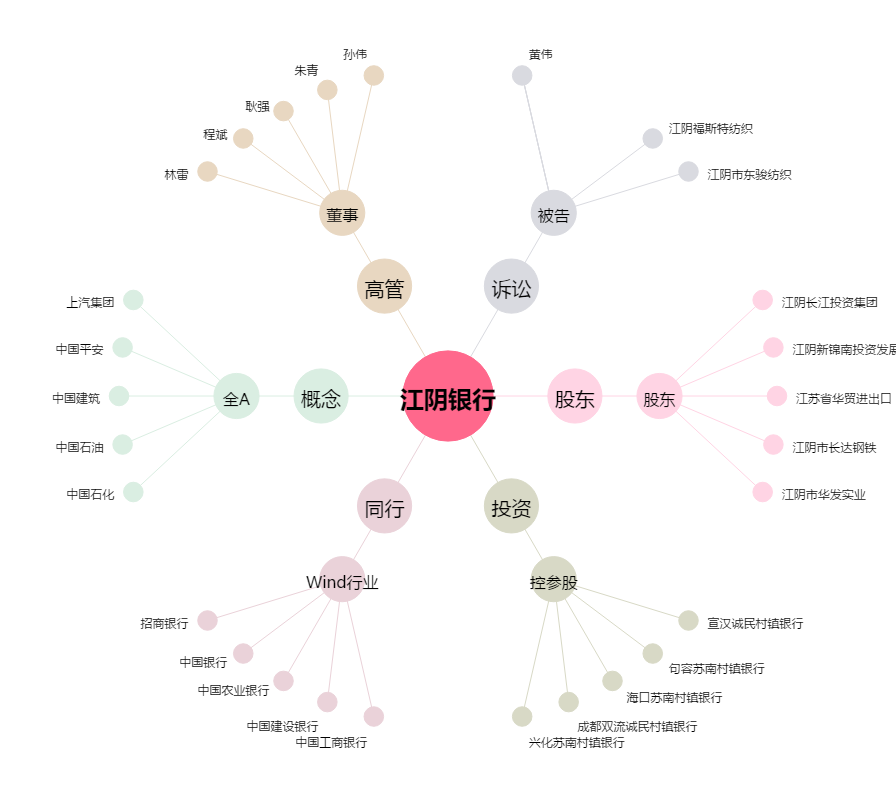 孙伟
黄伟
朱青
耿强
程斌
林雷
江阴福斯特纺织
江阴市东骏纺织
董事
被告
高管
诉讼
上汽集团
中国平安
中国建筑
中国石油
中国石化
全A
概念
江阴银行
股东
股东
江阴长江投资集团
江阴新锦南投资发展
江苏省华贸进出口
江阴市长达钢铁
江阴市华发实业
同行
投资
Wind行业
控参股
招商银行
中国银行
中国农业银行
中国建设银行
中国工商银行
宣汉诚民村镇银行
句容苏南村镇银行
海口苏南村镇银行
成都双流诚民村镇银行
兴化苏南村镇银行